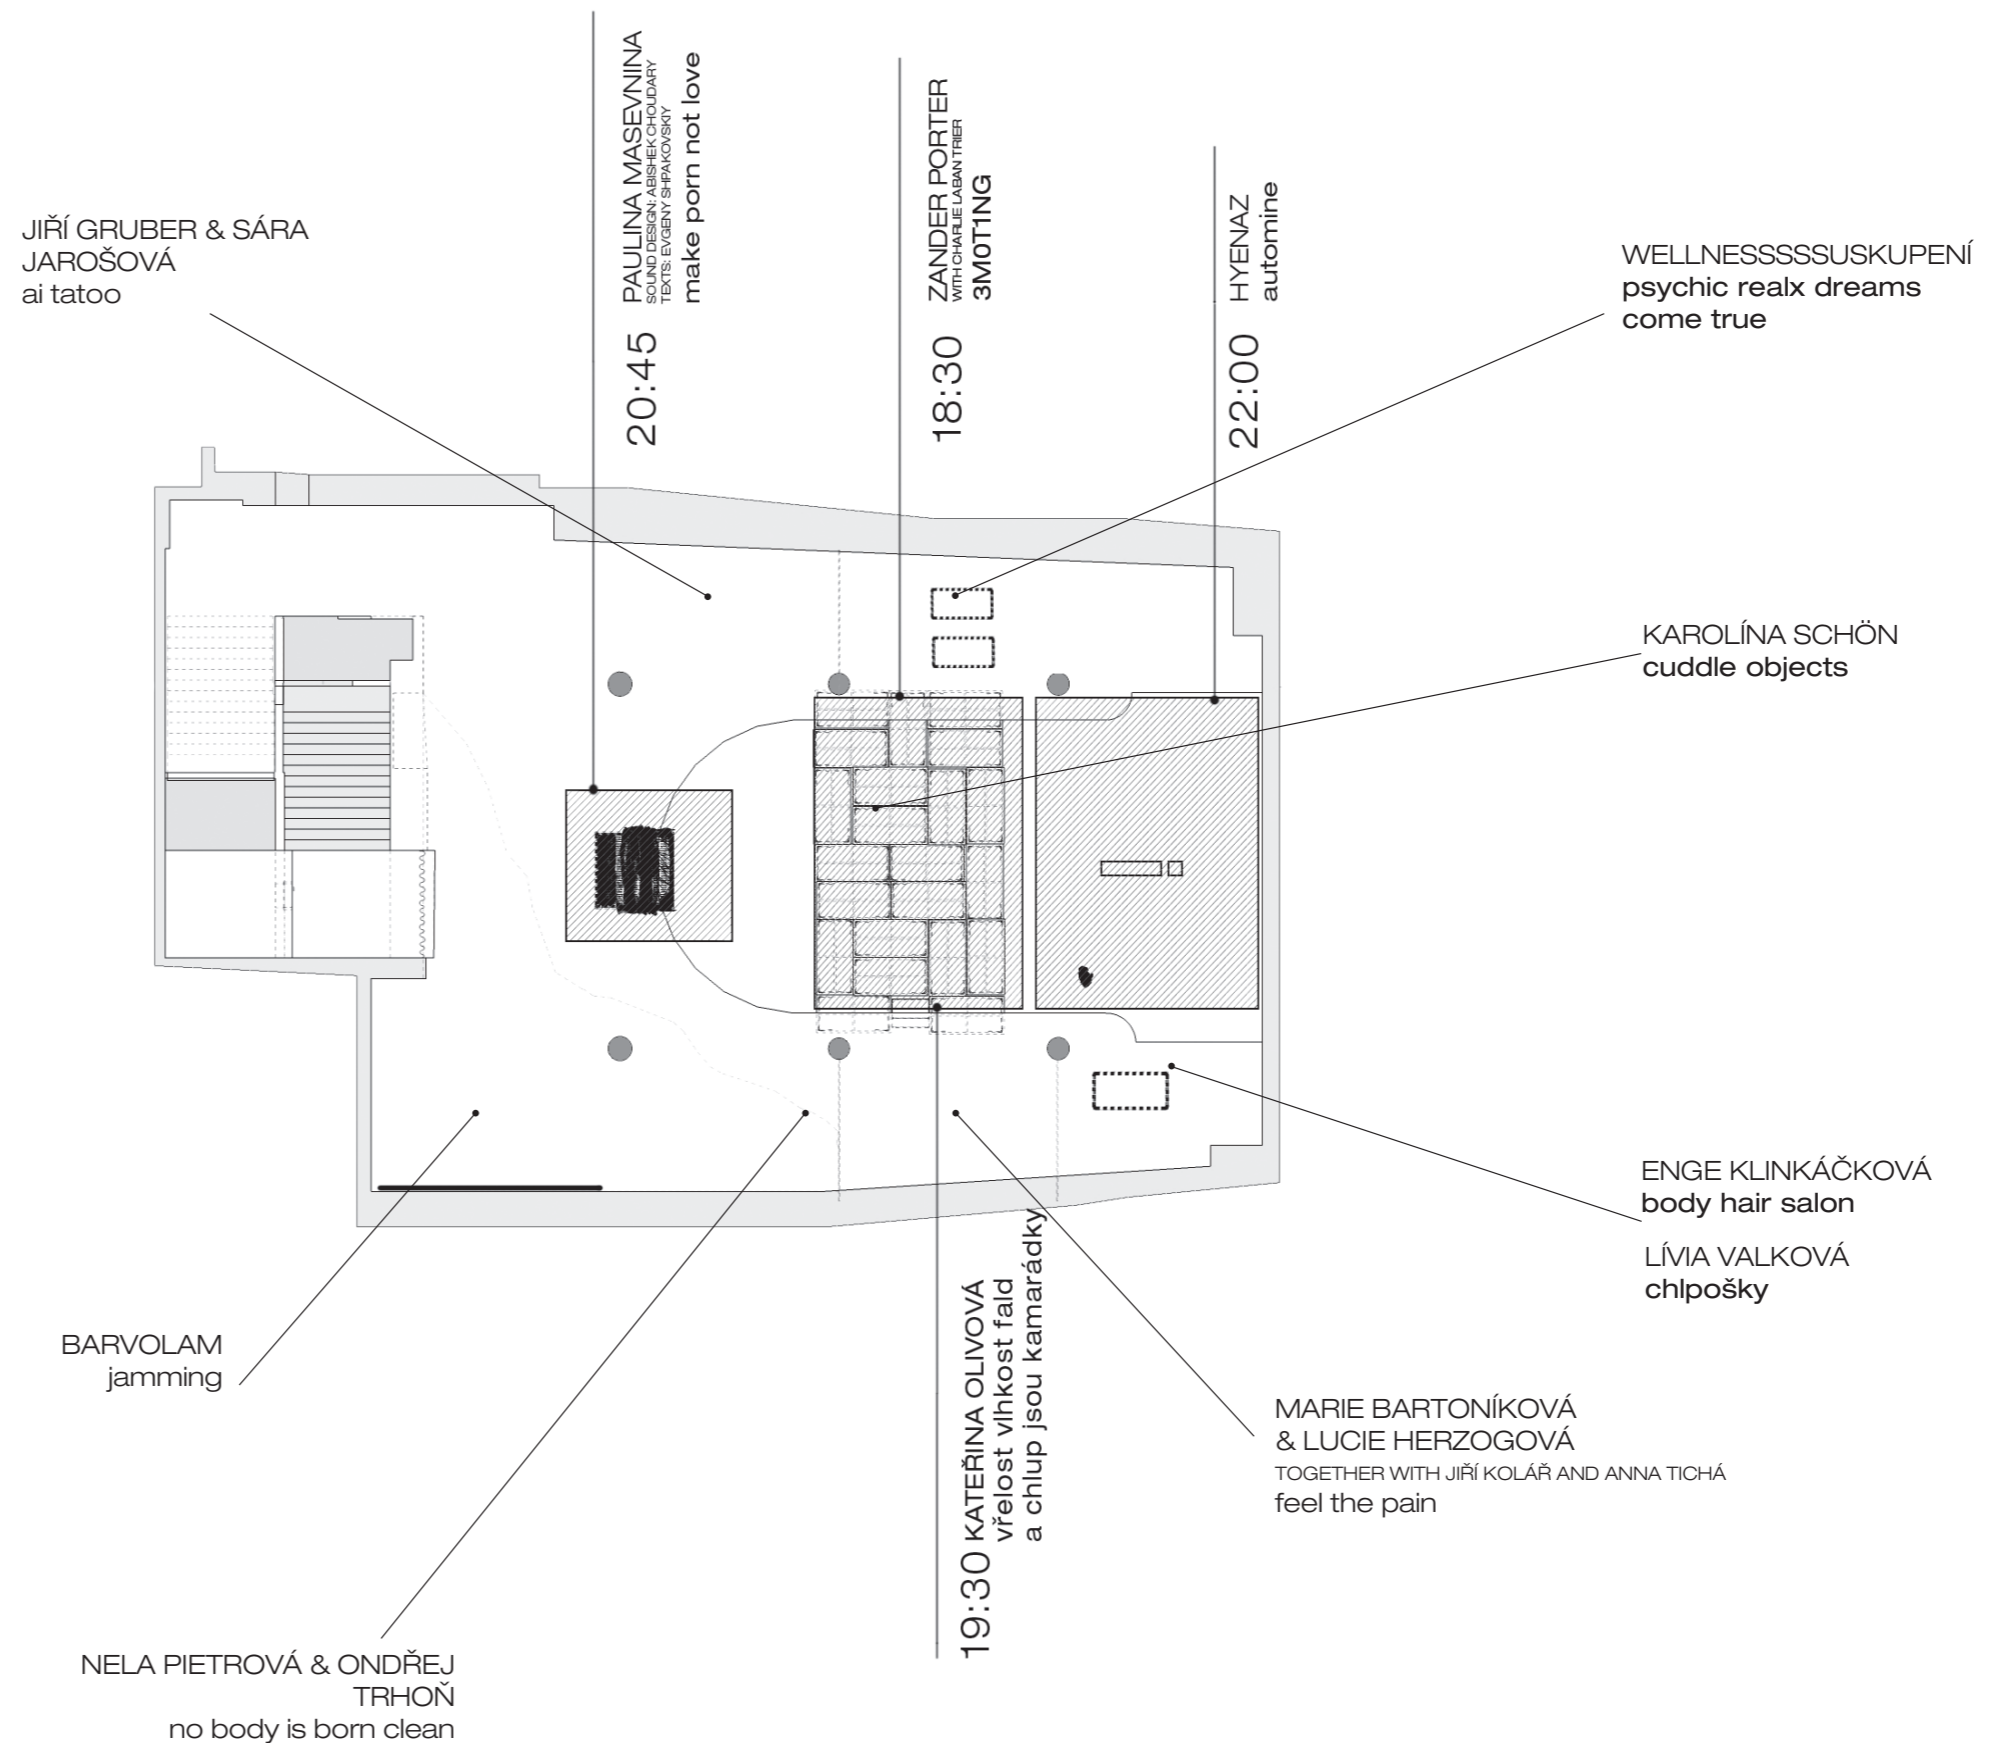 JIŘÍ GRUBER & SÁRA
JAROŠOVÁ
ai tatoo
20:45
PAULINA MASEVNINA
SOUND DESIGN: ABISHEK CHOUDARY
TEXTS: EVGENY SHPAKOVSKIY
make porn not love
18:30
ZANDER PORTER
WITH CHARLIE LABAN TRIER
3M0T1NG
22:00
HYENAZ
automine
WELLNESSSSSUSKUPENÍ
psychic realx dreams
come true
KAROLÍNA SCHÖN
cuddle objects
ENGE KLINKÁČKOVÁ
body hair salon
LÍVIA VALKOVÁ
chlpošky
BARVOLAM
jamming
19:30 KATEŘINA OLIVOVÁ
vřelost vlhkost fald
a chlup jsou kamarádky
MARIE BARTONÍKOVÁ
& LUCIE HERZOGOVÁ
TOGETHER WITH JIŘÍ KOLÁŘ AND ANNA TICHÁ
feel the pain
NELA PIETROVÁ & ONDŘEJ
TRHOŇ
no body is born clean